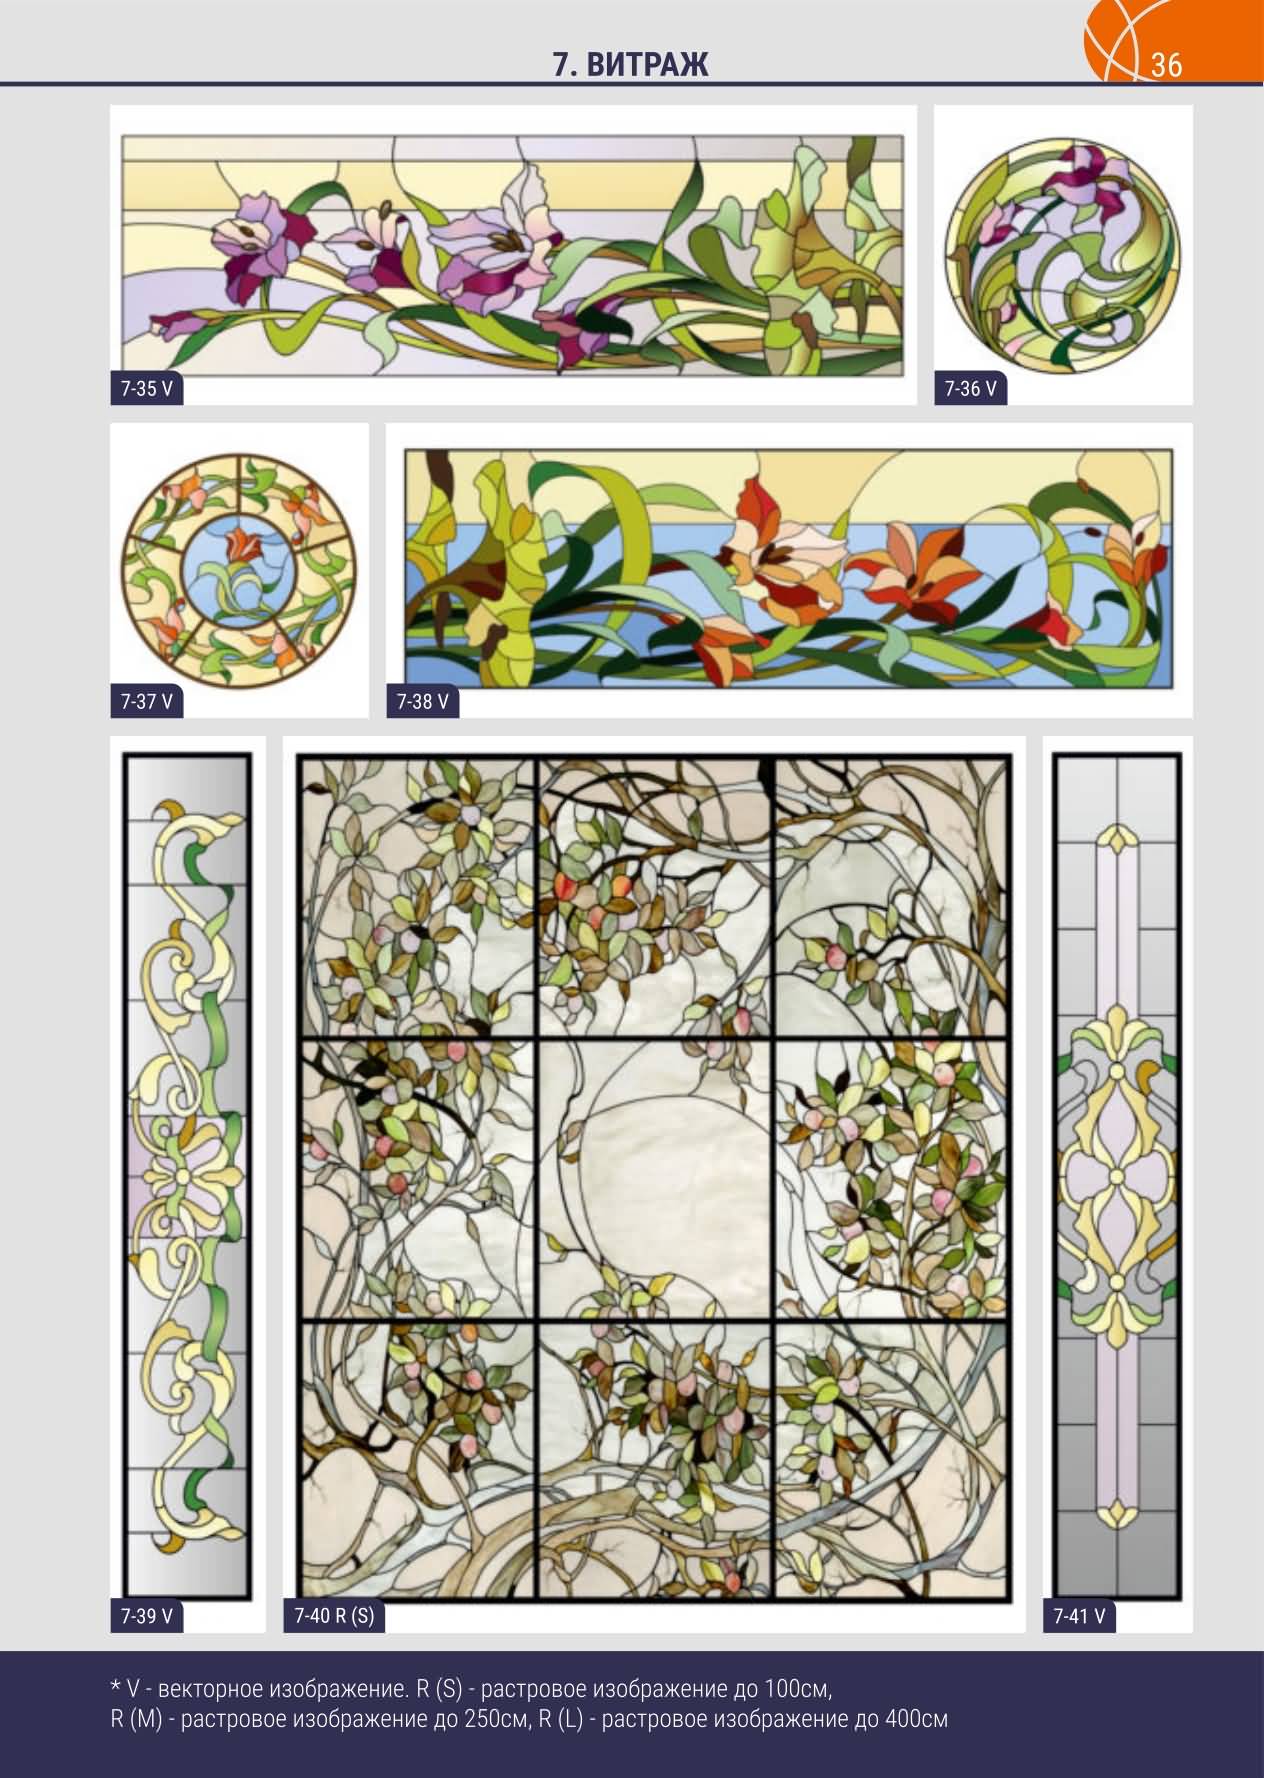 7. ВИТРАЖ
36
7-35 V
7-36 V
7-37 V
7-38 V
7-39 V
7-40 R (S)
7-41 V
* V - векторное изображение. R (S) - растровое изображение до 100см,
R (M) - растровое изображение до 250см, R (L) - растровое изображение до 400см